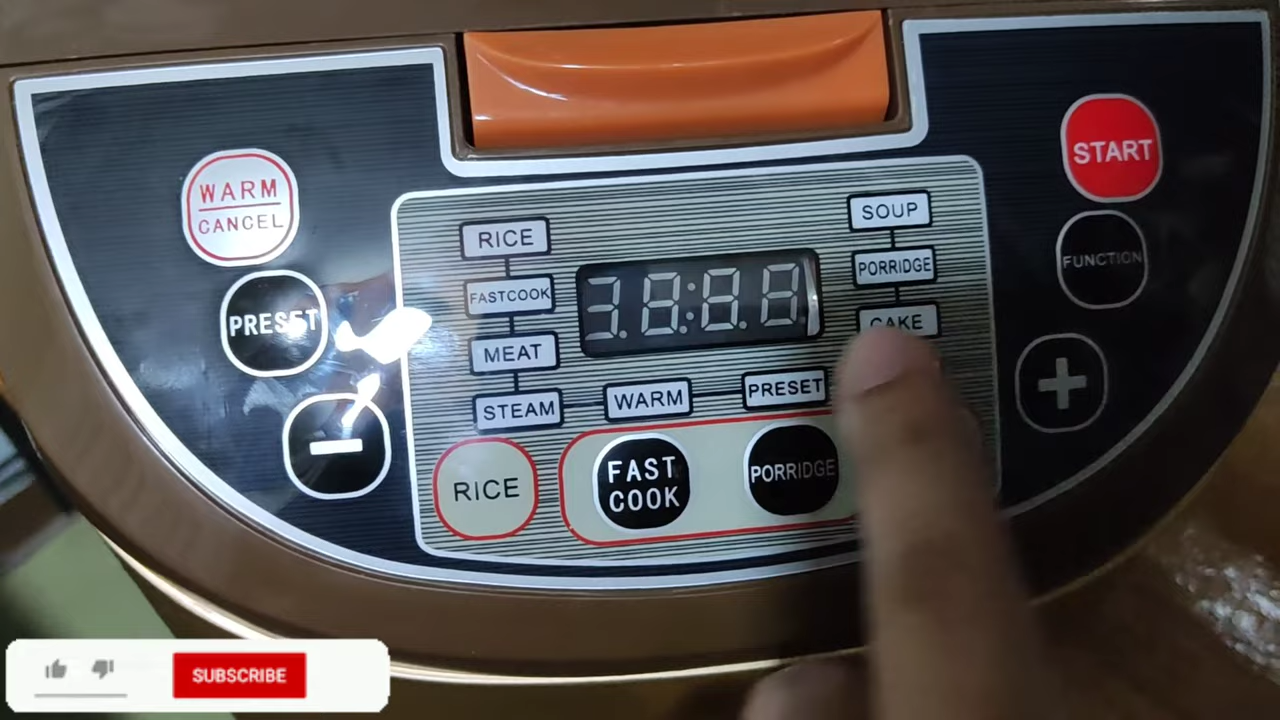 WARM
CANCEL
PRESET
RICE
FASTCOOK
MEAT
STEAM
WARM
PRESET
SOUP
PORRIDGE
CAKE
START
FUNCTION
RICE
FAST
COOK
PORRIDGE
SUBSCRIBE